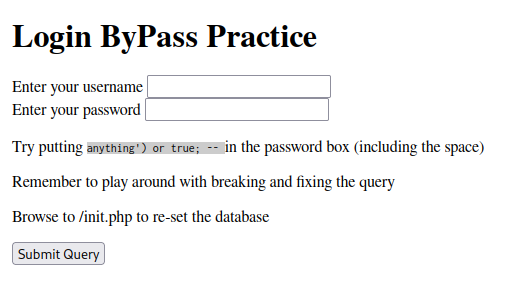 Login ByPass Practice
Enter your username
Enter your password
Try putting anything') or true; -- in the password box (including the space)
Remember to play around with breaking and fixing the query
Browse to /init.php to re-set the database
Submit Query